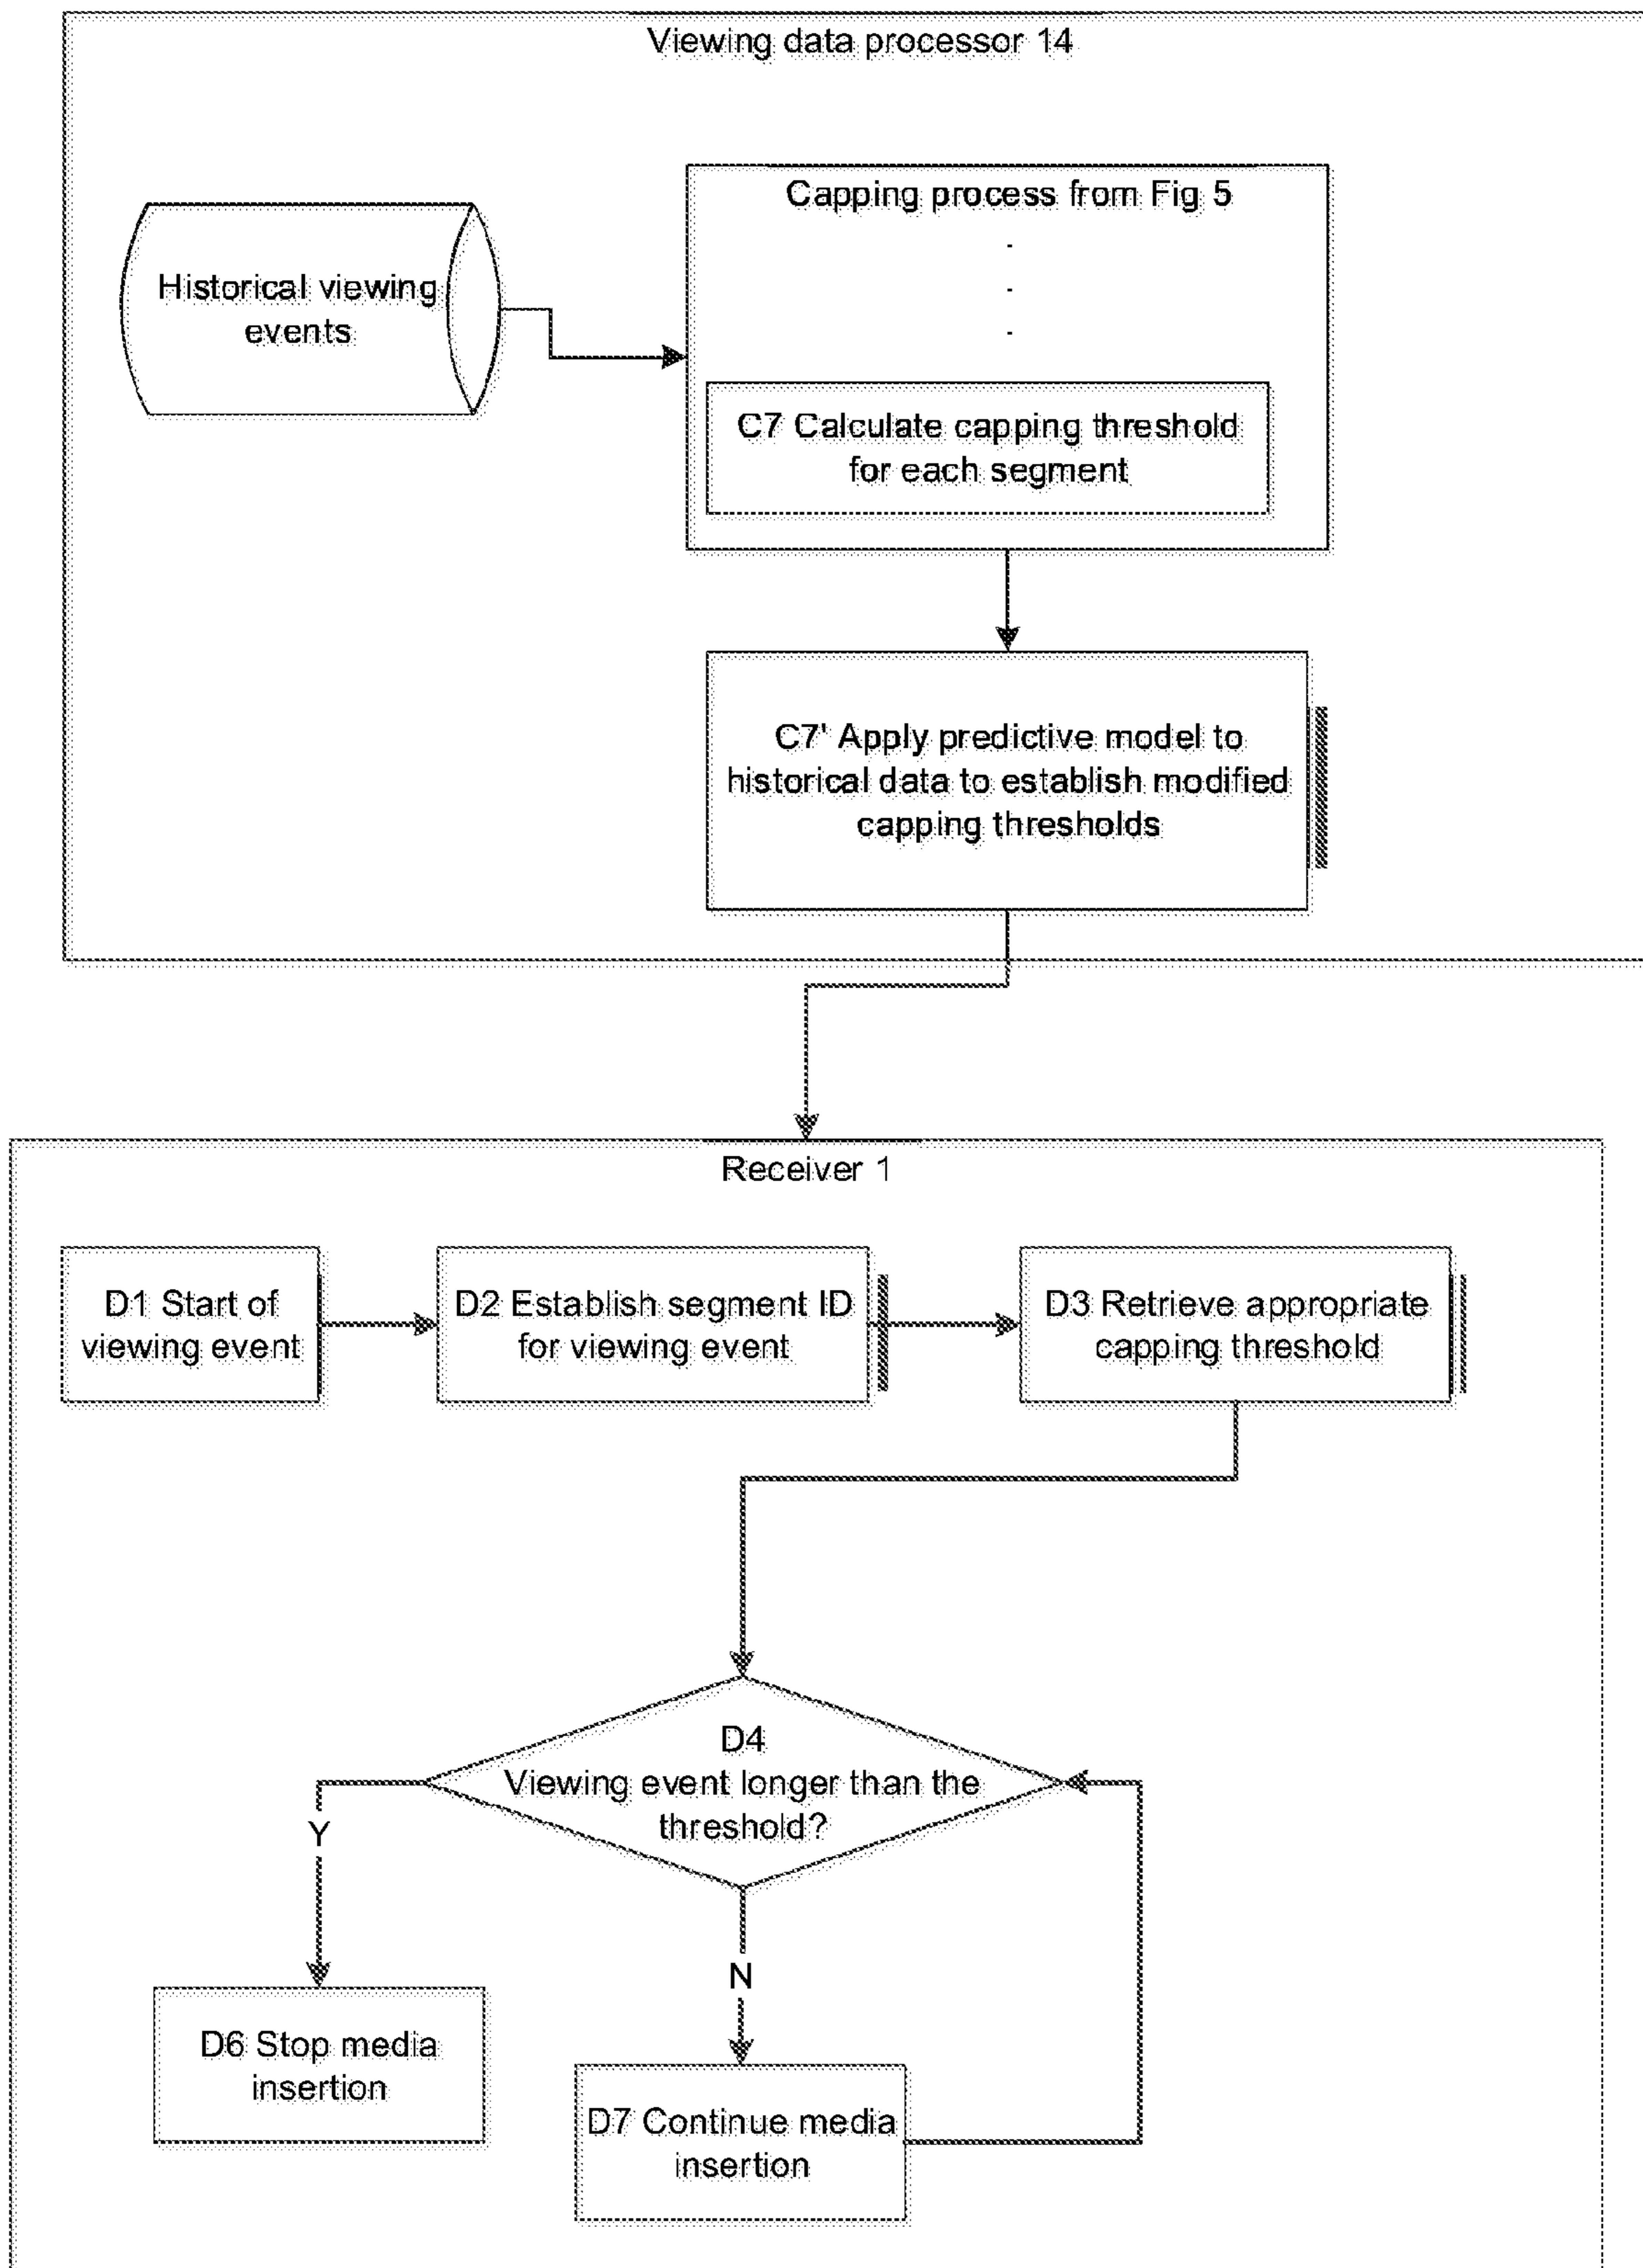 Viewing data processor 14
Capping process from Fig 5
.
.
.
Historical viewing
events
C7 Calculate capping threshold
for each segment
C7' Apply predictive model to
historical data to establish modified
capping thresholds
Receiver 1
D1 Start of
viewing event
D2 Establish segment ID
for viewing event
D3 Retrieve appropriate
capping threshold
D4
Viewing event longer than the
threshold?
Y
N
D6 Stop media
insertion
D7 Continue media
insertion